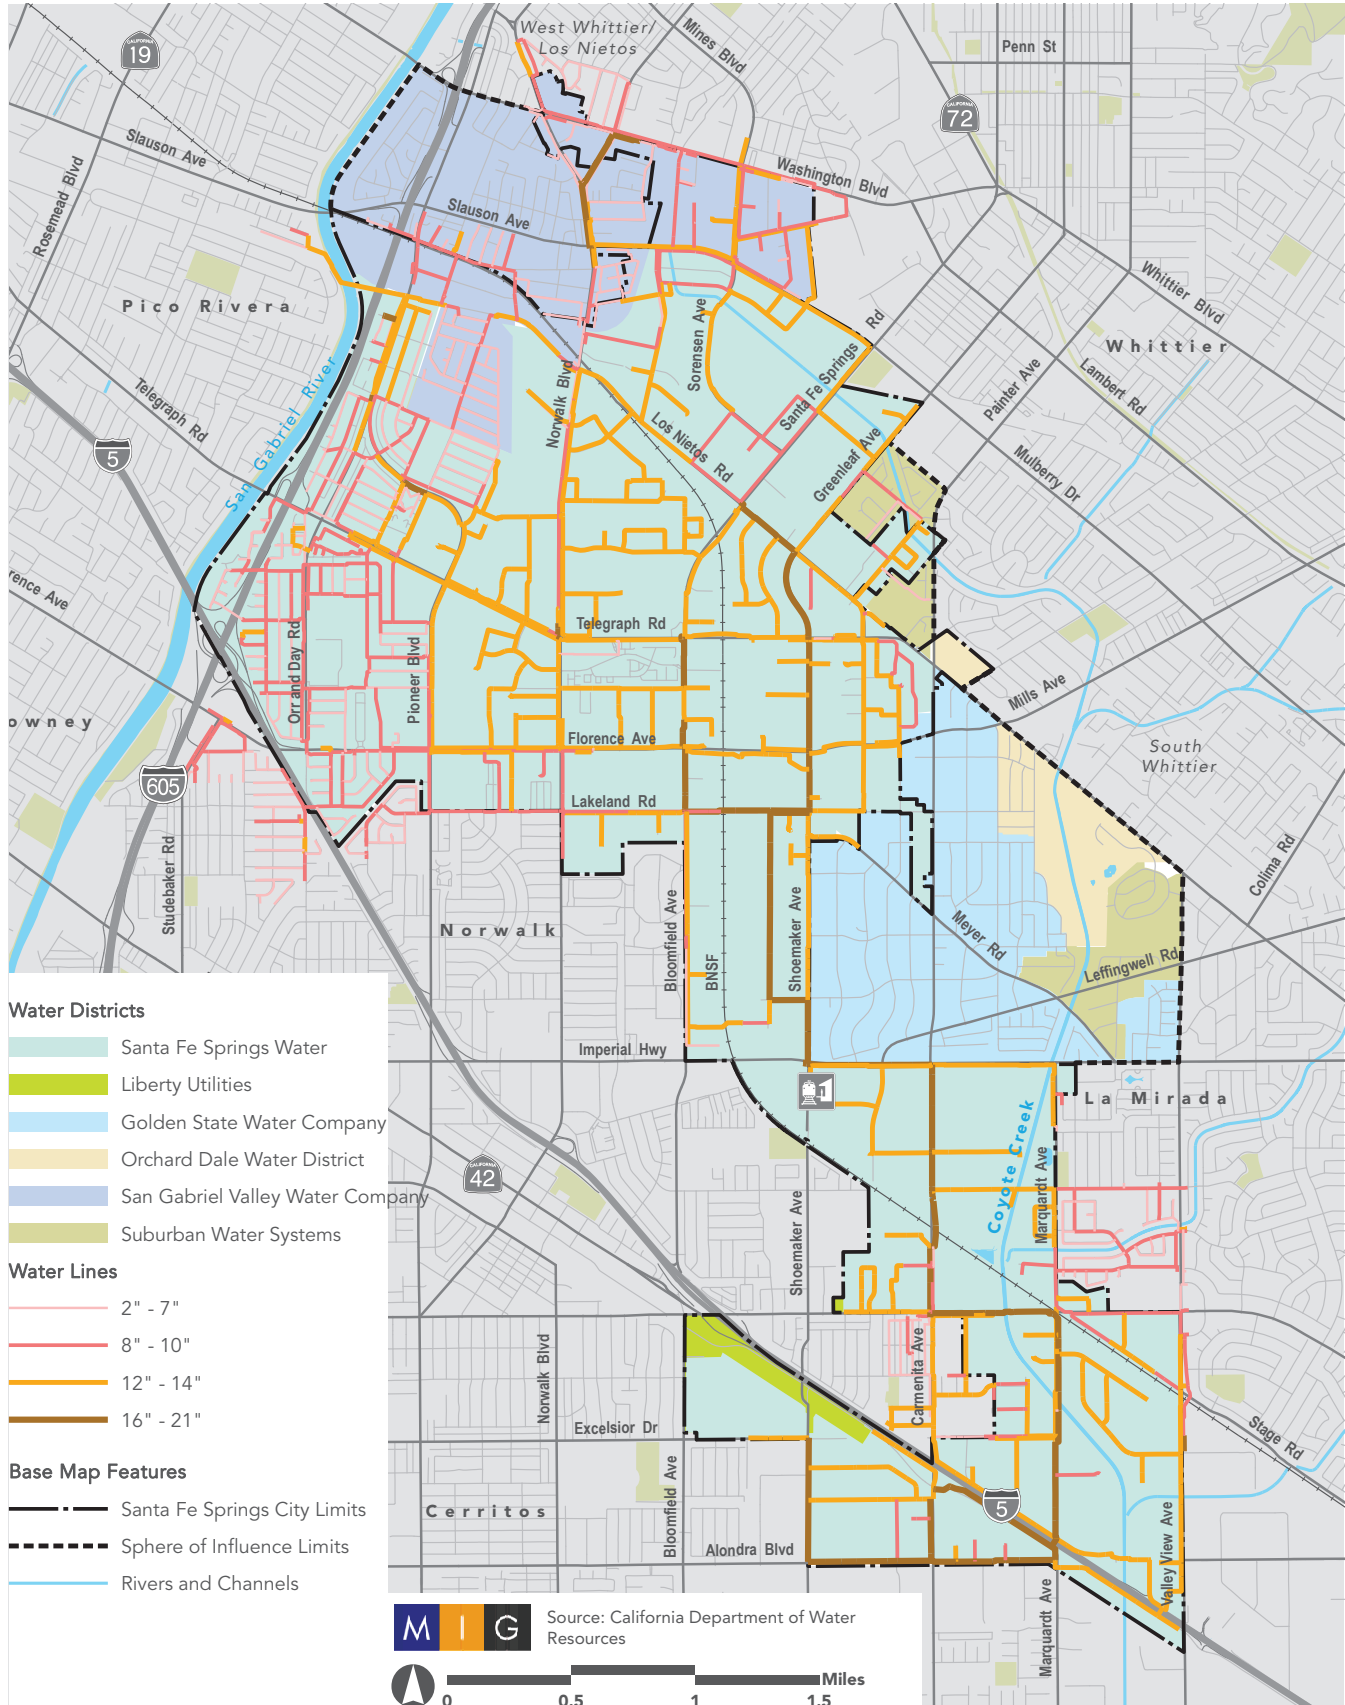 West Whittier/
Los Nietos
Mines Blvd
Penn St
CALIFORNIA
19
CALIFORNIA
72
Slauson Ave
Washington Blvd
Rosemead Blvd
Slauson Ave
Whittier Blvd
Pico Rivera
Sorensen Ave
Santa Fe Springs Rd
Whittier
Painter Ave
Lambert Rd
Telegraph Rd
San Gabriel River
Norwalk Blvd
Los Nietos Rd
Greenleaf Ave
Mulberry Dr
5
rence Ave
Telegraph Rd
Orr and Day Rd
Pioneer Blvd
Mills Ave
owney
Florence Ave
South
Whittier
605
Lakeland Rd
Studebaker Rd
Colima Rd
Norwalk
Bloomfield Ave
BNSF
Shoemaker Ave
Meyer Rd
Leffingwell Rd
Imperial Hwy
La Mirada
Coyote Creek
Marquardt Ave
CALIFORNIA
42
Shoemaker Ave
Norwalk Blvd
Carmenita Ave
Excelsior Dr
Stage Rd
Cerritos
Bloomfield Ave
5
Alondra Blvd
Valley View Ave
Marquardt Ave
Water Districts
Santa Fe Springs Water
Liberty Utilities
Golden State Water Company
Orchard Dale Water District
San Gabriel Valley Water Company
Suburban Water Systems
Water Lines
2" - 7"
8" - 10"
12" - 14"
16" - 21"
Base Map Features
Santa Fe Springs City Limits
Sphere of Influence Limits
Rivers and Channels
M I G
Source: California Department of Water
Resources
Miles
0 0.5 1 1.5